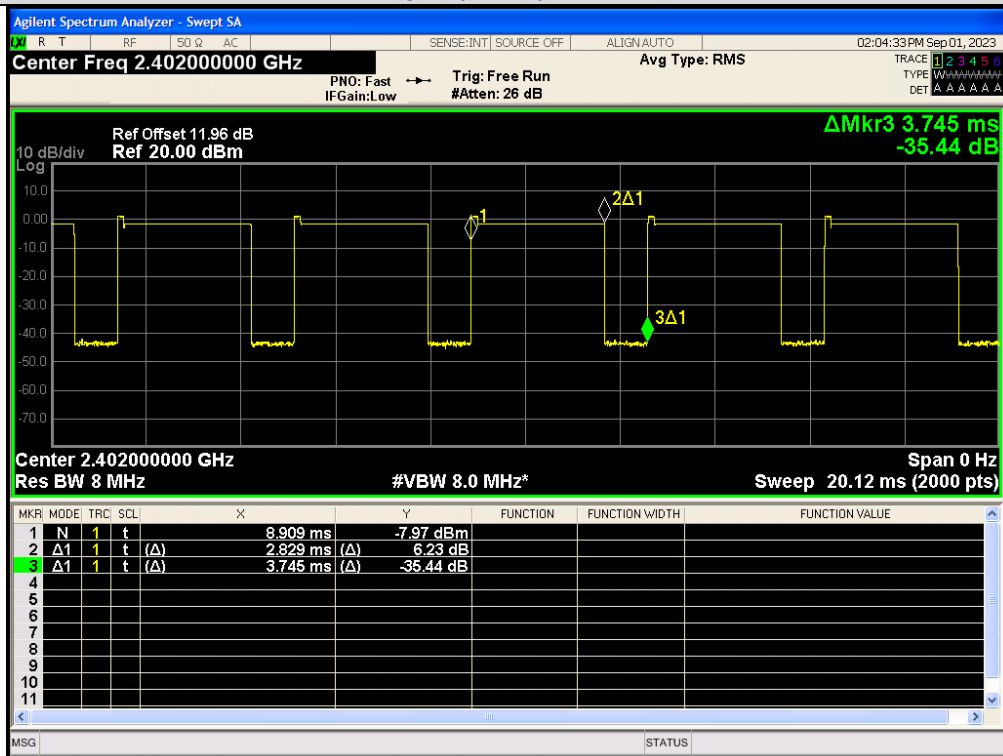 Agilent Spectrum Analyzer - Swept SA
LXI R T RF 50 Ω AC SENSE:INT SOURCE OFF ALIGN AUTO 02:04:33 PM Sep 01, 2023
Center Freq 2.402000000 GHz
Avg Type: RMS
TRACE 1 2 3 4 5 6
PNO: Fast
Trig: Free Run
TYPE W
IFGain:Low
#Atten: 26 dB
DET A A A A A A
ΔMkr3 3.745 ms
-35.44 dB
Ref Offset 11.96 dB
10 dB/div Ref 20.00 dBm
Log
10.0
0.00
-10.0
-20.0
-30.0
-40.0
-50.0
-60.0
-70.0
1
2Δ1
3Δ1
Center 2.402000000 GHz Span 0 Hz
Res BW 8 MHz #VBW 8.0 MHz* Sweep 20.12 ms (2000 pts)
MKR MODE TRC SCL X Y FUNCTION FUNCTION WIDTH FUNCTION VALUE
1 N 1 t 8.909 ms -7.97 dBm
2 Δ1 1 t (Δ) 2.829 ms (Δ) 6.23 dB
3 Δ1 1 t (Δ) 3.745 ms (Δ) -35.44 dB
4
5
6
7
8
9
10
11
MSG STATUS